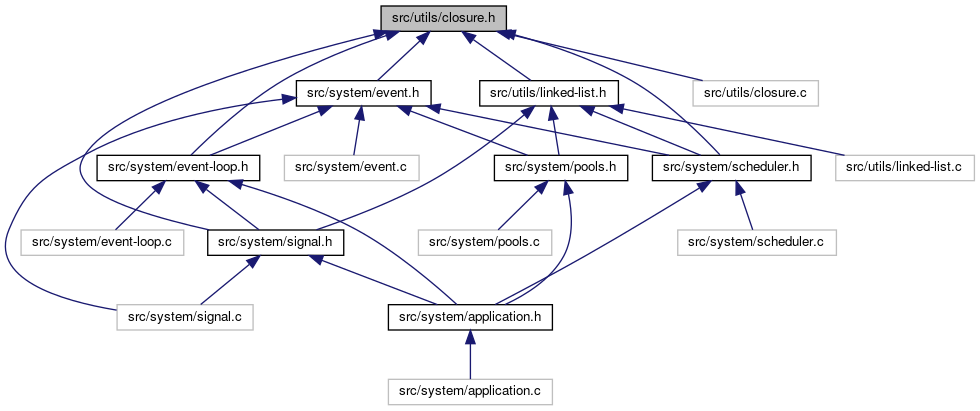 src/utils/closure.h
src/system/event.h
src/utils/linked-list.h
src/utils/closure.c
src/system/event-loop.h
src/system/event.c
src/system/pools.h
src/system/scheduler.h
src/utils/linked-list.c
src/system/event-loop.c
src/system/signal.h
src/system/pools.c
src/system/scheduler.c
src/system/signal.c
src/system/application.h
src/system/application.c